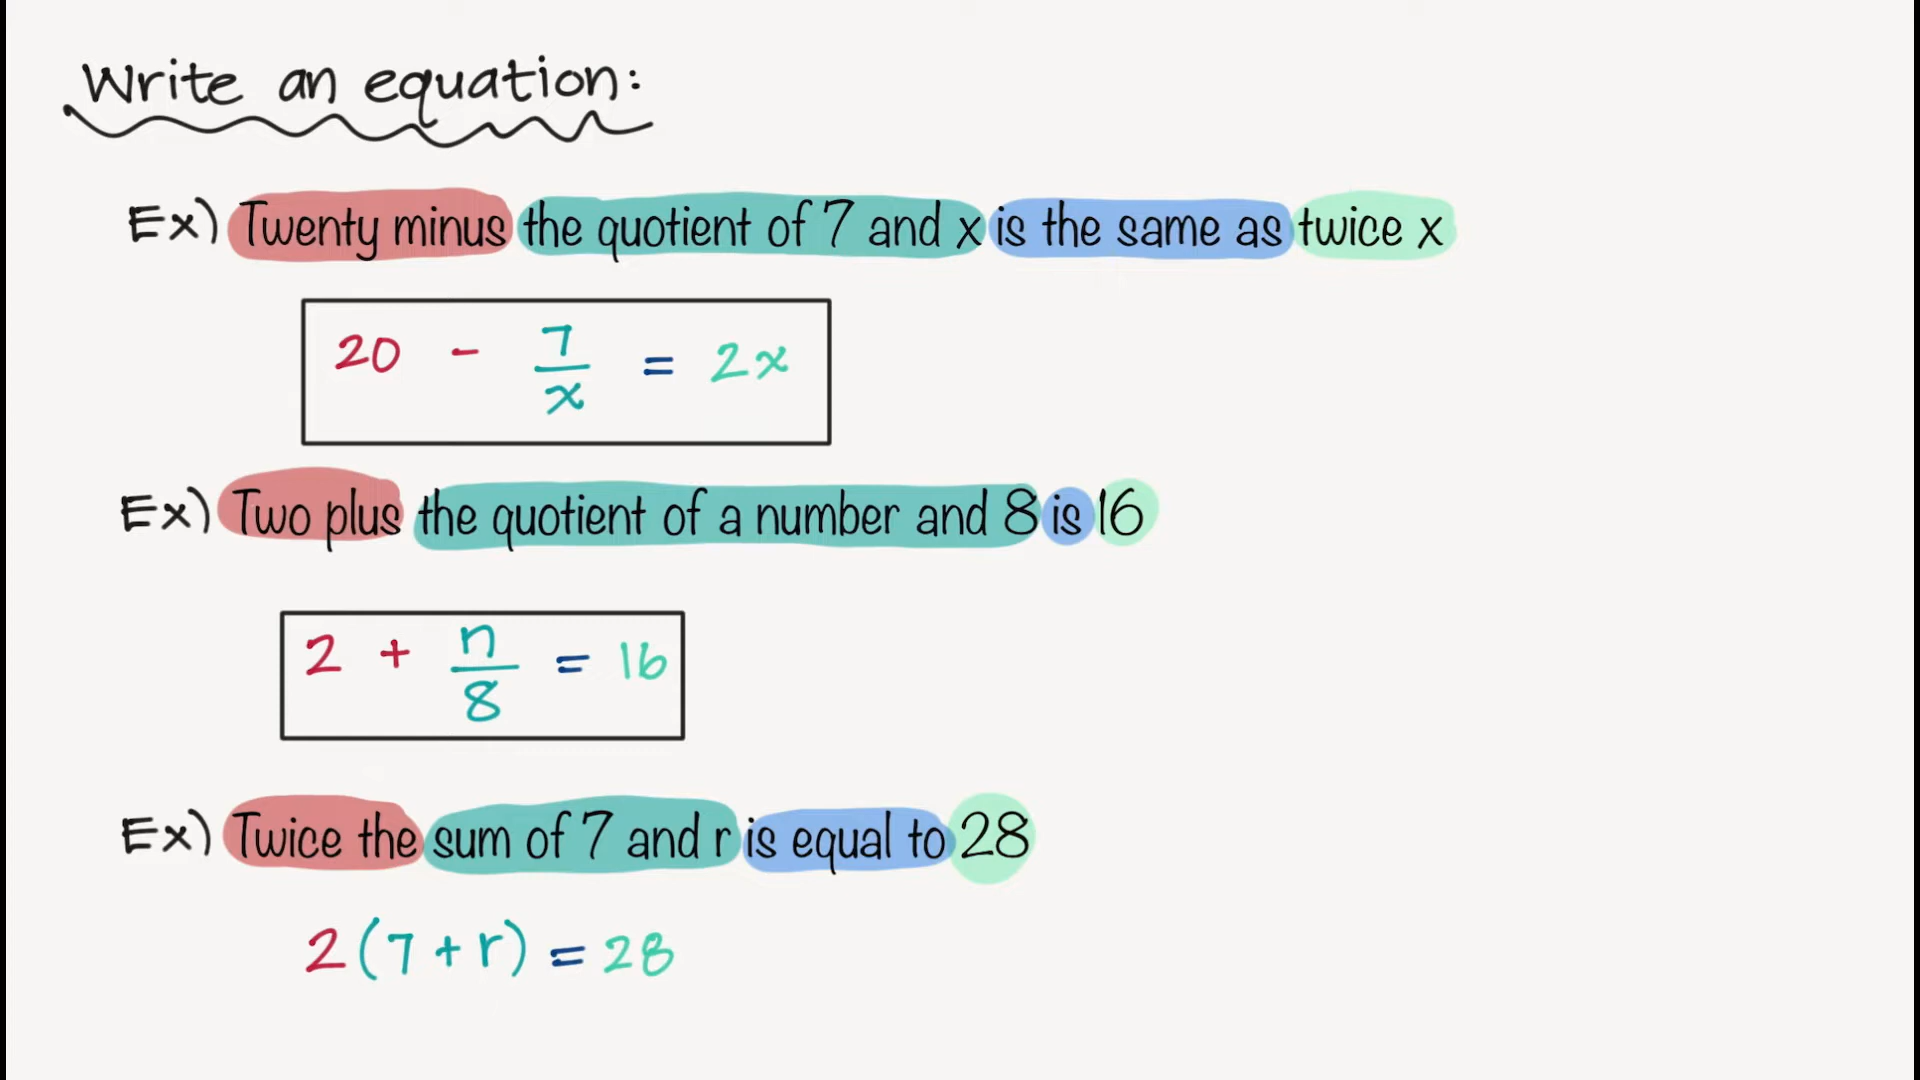 Write an equation:
Ex) Twenty minus the quotient of 7 and x is the same as twice x
20 - 7/x = 2x
Ex) Two plus the quotient of a number and 8 is 16
2 + n/8 = 16
Ex) Twice the sum of 7 and r is equal to 28
2(7 + r) = 28